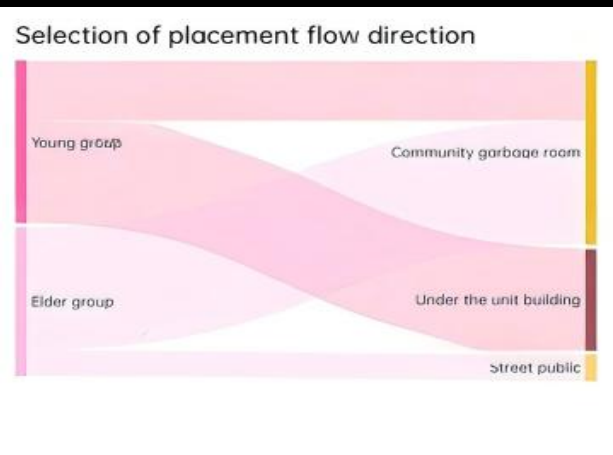 Selection of placement flow direction
Young group
Community garbage room
Elder group
Under the unit building
Street public